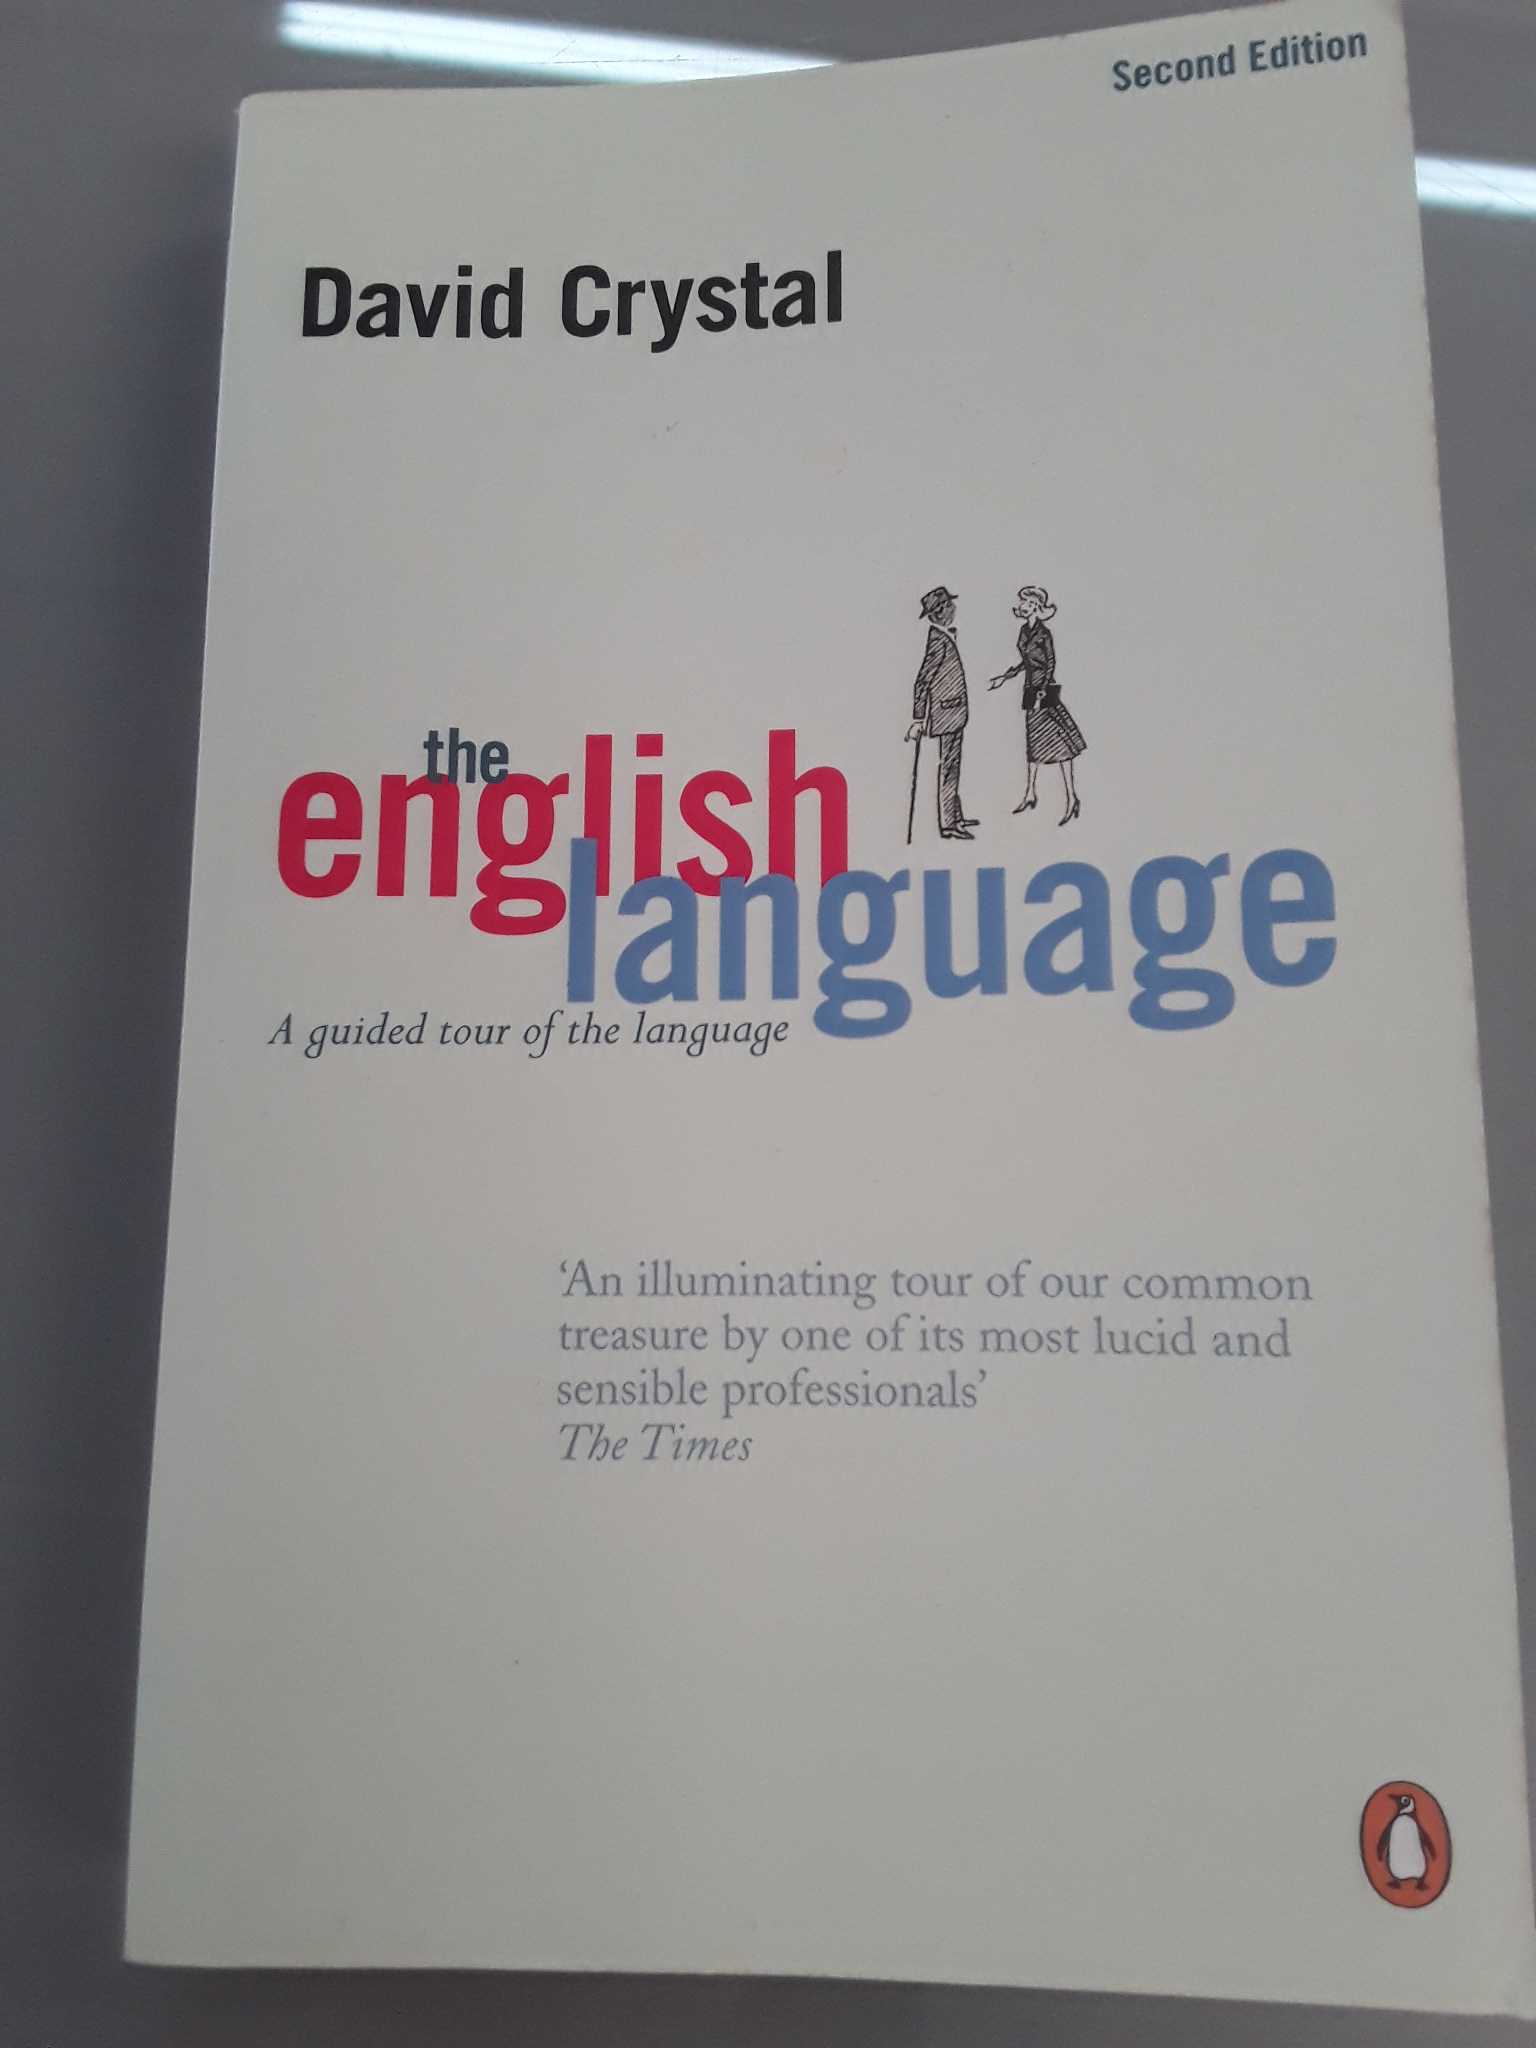 Second Edition
David Crystal
the
english
language
A guided tour of the language
‘An illuminating tour of our common
treasure by one of its most lucid and
sensible professionals’
The Times